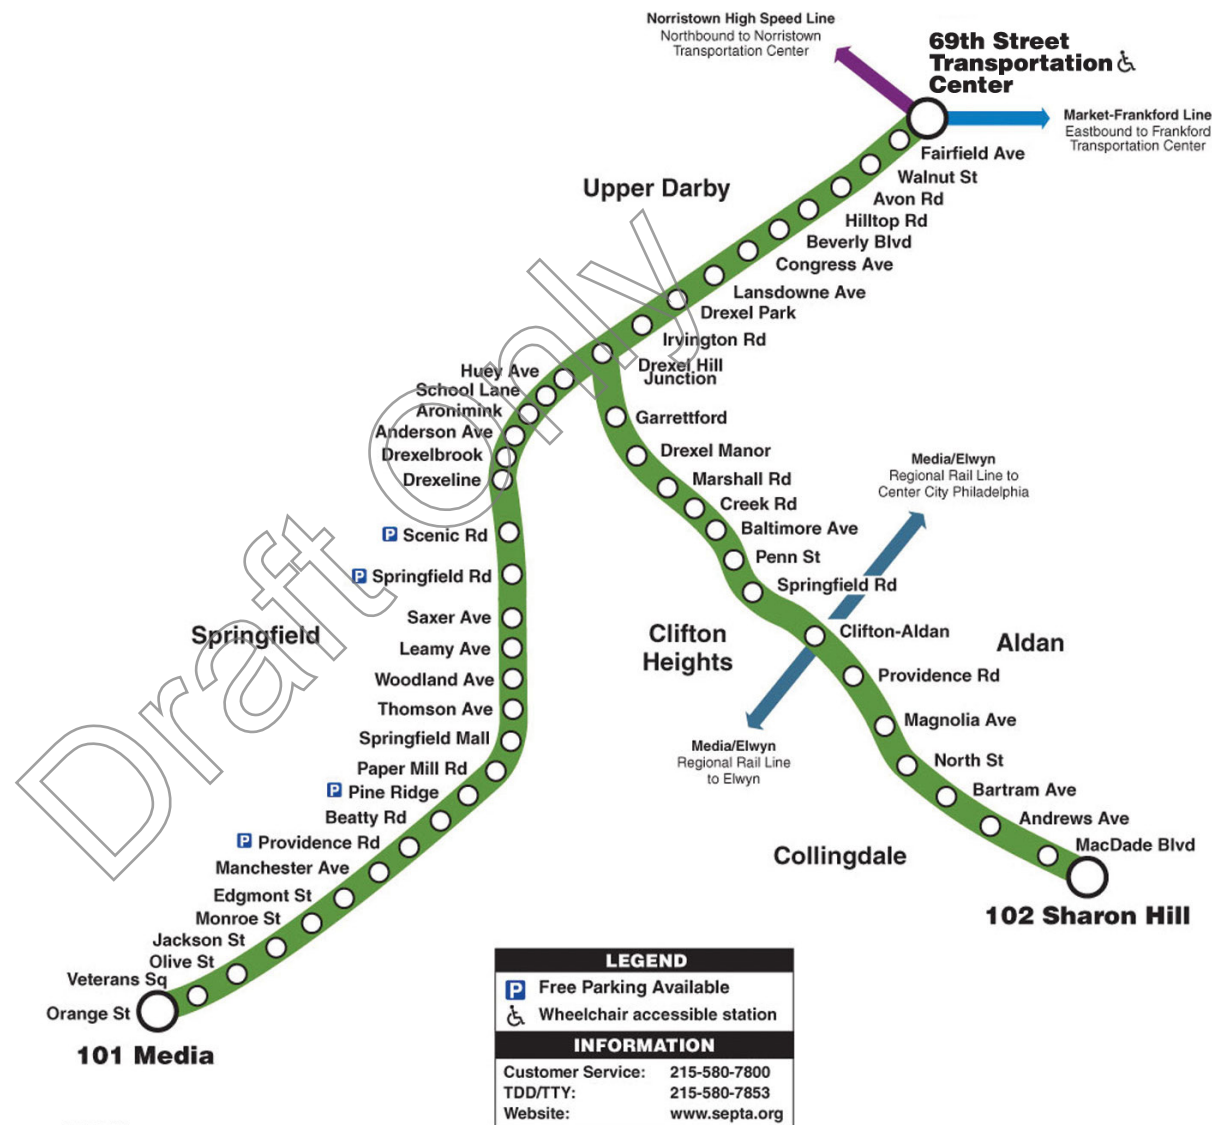 Norristown High Speed Line
Northbound to Norristown
Transportation Center
69th Street
Transportation
Center
Market-Frankford Line
Eastbound to Frankford
Transportation Center
Fairfield Ave
Walnut St
Upper Darby
Avon Rd
Hilltop Rd
Beverly Blvd
Congress Ave
Lansdowne Ave
Drexel Park
Irvington Rd
Drexel Hill
Junction
Huey Ave
School Lane
Aronimink
Anderson Ave
Drexelbrook
Drexeline
P Scenic Rd
P Springfield Rd
Saxer Ave
Leamy Ave
Woodland Ave
Thomson Ave
Springfield Mall
Paper Mill Rd
P Pine Ridge
Beatty Rd
P Providence Rd
Manchester Ave
Edgmont St
Monroe St
Jackson St
Olive St
Veterans Sq
Orange St
101 Media
Springfield
Garrettford
Drexel Manor
Marshall Rd
Creek Rd
Baltimore Ave
Penn St
Springfield Rd
Clifton-Aldan
Providence Rd
Magnolia Ave
North St
Bartram Ave
Andrews Ave
MacDade Blvd
102 Sharon Hill
Media/Elwyn
Regional Rail Line to
Center City Philadelphia
Clifton
Heights
Aldan
Media/Elwyn
Regional Rail Line
to Elwyn
Collingdale
Draft Only
LEGEND
P Free Parking Available
Wheelchair accessible station
INFORMATION
Customer Service: 215-580-7800
TDD/TTY: 215-580-7853
Website: www.septa.org